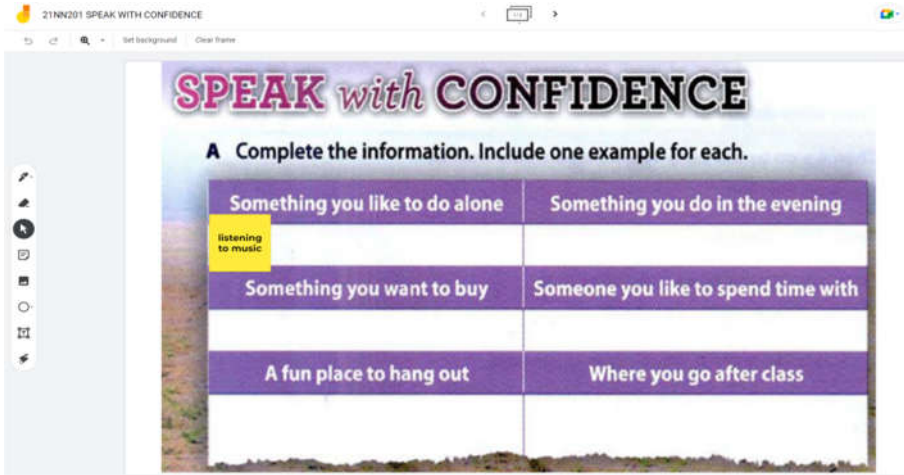 21NN201 SPEAK WITH CONFIDENCE
Set background Clear frame
SPEAK with CONFIDENCE
A Complete the information. Include one example for each.
Something you like to do alone Something you do in the evening
listening
to music
Something you want to buy Someone you like to spend time with
A fun place to hang out Where you go after class